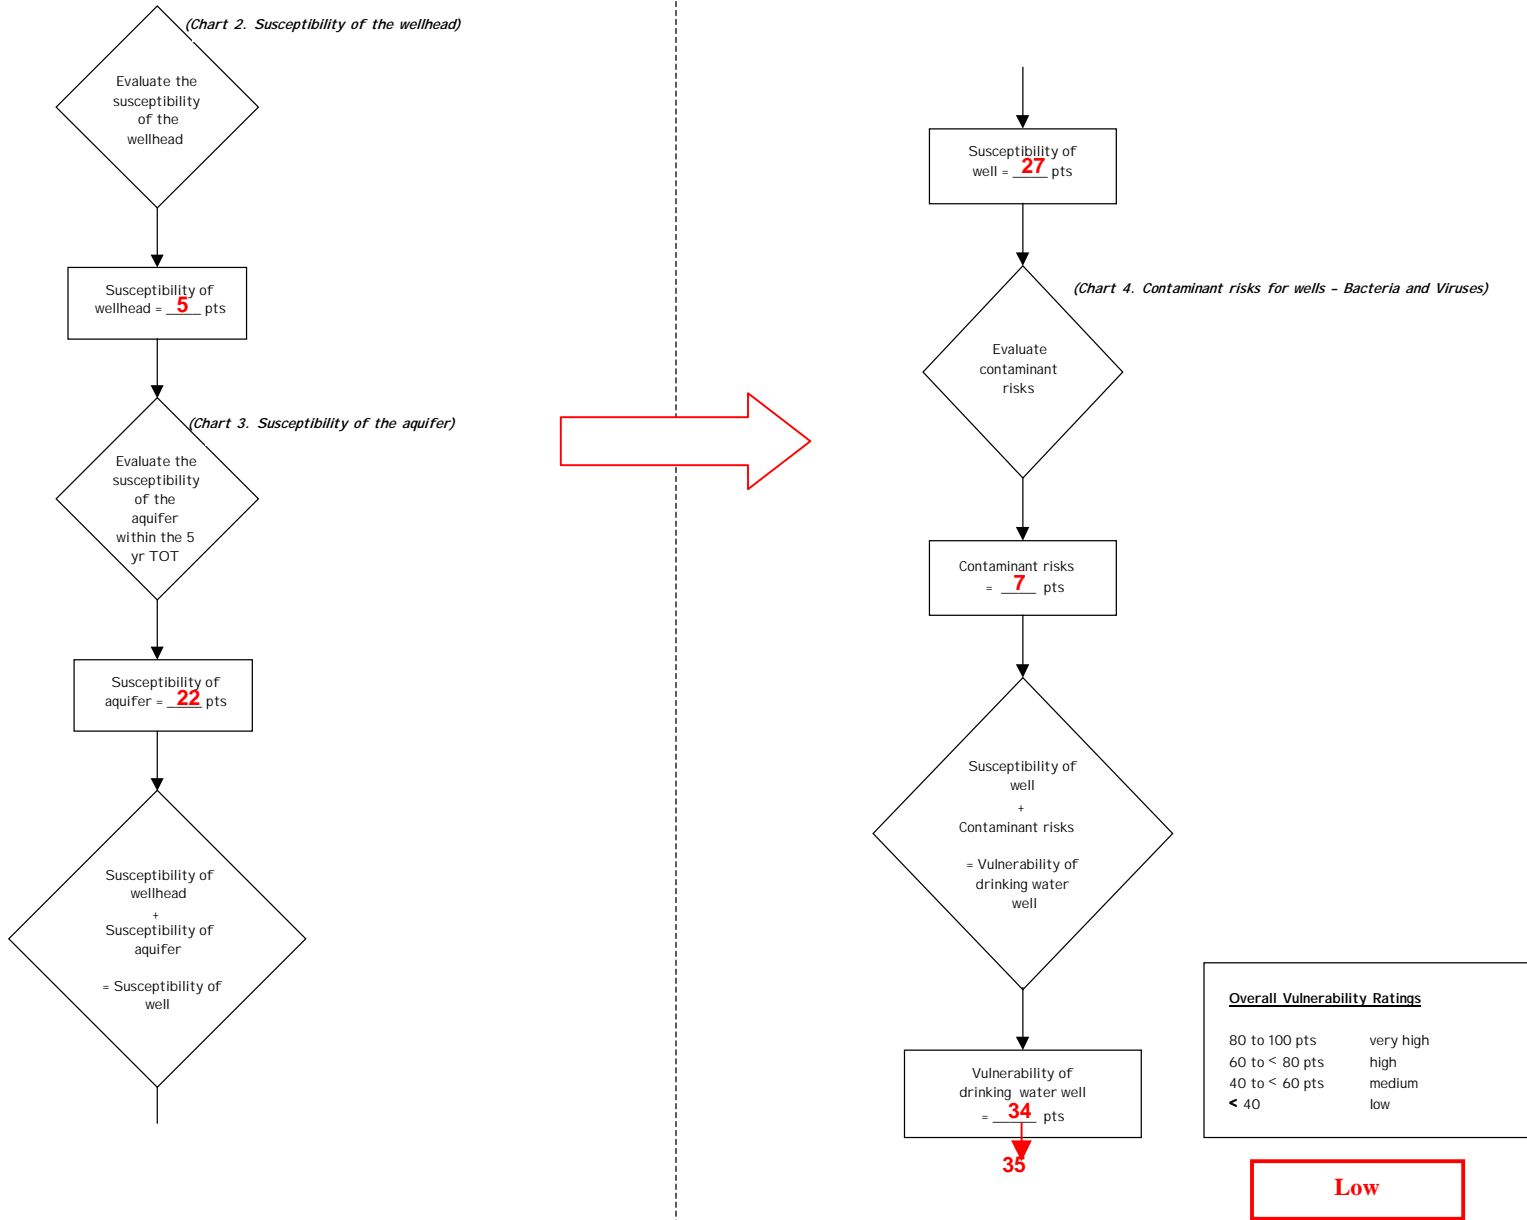 (Chart 2. Susceptibility of the wellhead)
Evaluate the
susceptibility
of the
wellhead
Susceptibility of
wellhead = 5 pts
(Chart 3. Susceptibility of the aquifer)
Evaluate the
susceptibility
of the
aquifer
within the 5
yr TOT
Susceptibility of
aquifer = 22 pts
Susceptibility of
wellhead
+
Susceptibility of
aquifer
= Susceptibility of
well
Susceptibility of
well = 27 pts
(Chart 4. Contaminant risks for wells – Bacteria and Viruses)
Evaluate
contaminant
risks
Contaminant risks
= 7 pts
Susceptibility of
well
+
Contaminant risks
= Vulnerability of
drinking water
well
Vulnerability of
drinking water well
= 34 pts
35
Overall Vulnerability Ratings
80 to 100 pts very high
60 to < 80 pts high
40 to < 60 pts medium
< 40 low
Low